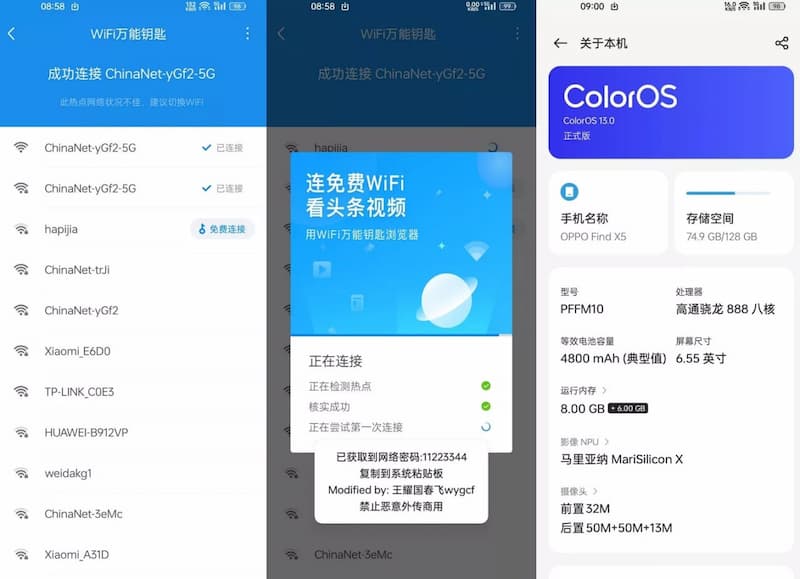 08:58
98
WiFi万能钥匙
成功连接 ChinaNet-yGf2-5G
此热点网络状况不佳，建议切换WiFi
ChinaNet-yGf2-5G
已连接
ChinaNet-yGf2-5G
已连接
hapijia
免费连接
ChinaNet-trJi
ChinaNet-yGf2
Xiaomi_E6D0
TP-LINK_C0E3
HUAWEI-B912VP
weidakg1
ChinaNet-3eMc
Xiaomi_A31D
08:58
99
WiFi万能钥匙
成功连接 ChinaNet-yGf2-5G
hapijia
连免费WiFi
看头条视频
用WiFi万能钥匙浏览器
正在连接
正在检测热点
核实成功
正在尝试第一次连接
已获取到网络密码:11223344
复制到系统粘贴板
Modified by: 王耀国春飞wygcf
禁止恶意外传商用
ChinaNet-3eMc
09:00
98
关于本机
ColorOS
ColorOS 13.0
正式版
手机名称
OPPO Find X5
存储空间
74.9 GB/128 GB
型号
PFFM10
处理器
高通骁龙 888 八核
等效电池容量
4800 mAh (典型值)
屏幕尺寸
6.55 英寸
运行内存
8.00 GB + 6.00 GB
影像 NPU
马里亚纳 MariSilicon X
摄像头
前置32M
后置50M+50M+13M